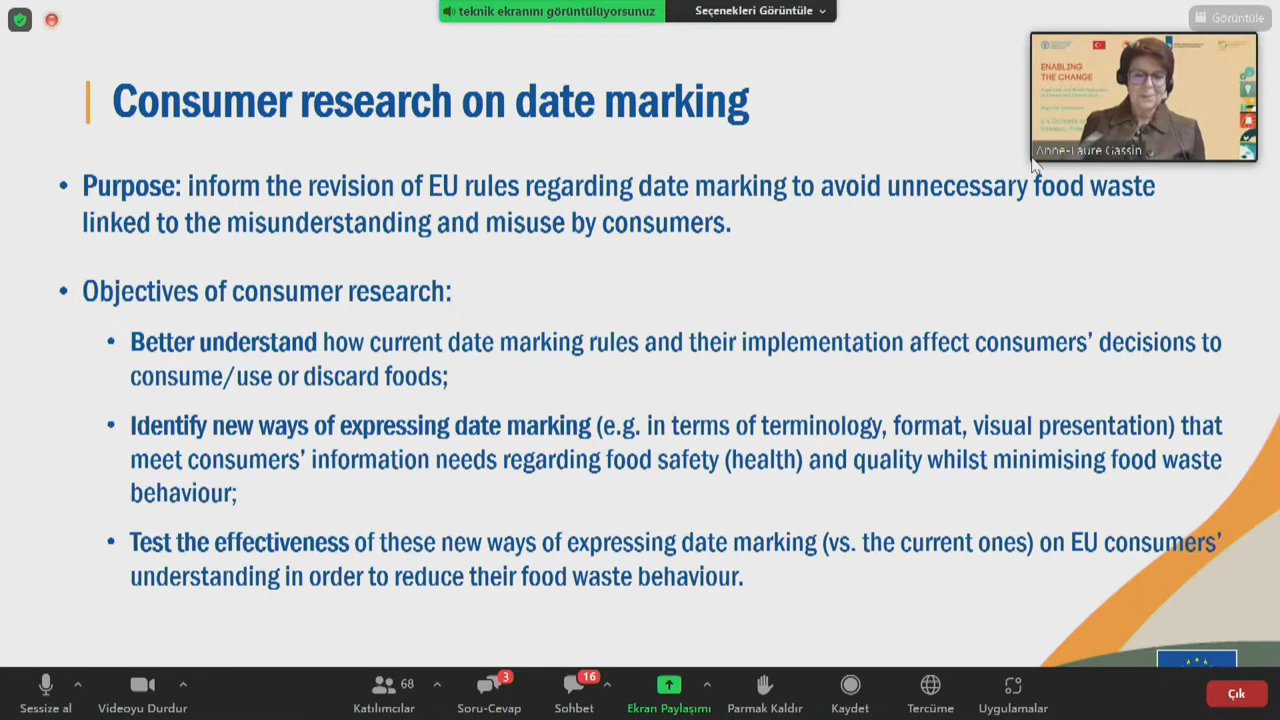 teknik ekranını görüntülüyorsunuz
Seçenekleri Görüntüle
Görüntüle
ENABLING
THE CHANGE
Anne-Laure Gassin
Consumer research on date marking
• Purpose: inform the revision of EU rules regarding date marking to avoid unnecessary food waste
linked to the misunderstanding and misuse by consumers.
• Objectives of consumer research:
• Better understand how current date marking rules and their implementation affect consumers’ decisions to
consume/use or discard foods;
• Identify new ways of expressing date marking (e.g. in terms of terminology, format, visual presentation) that
meet consumers’ information needs regarding food safety (health) and quality whilst minimising food waste
behaviour;
• Test the effectiveness of these new ways of expressing date marking (vs. the current ones) on EU consumers’
understanding in order to reduce their food waste behaviour.
Sessize al
Videoyu Durdur
68
Katılımcılar
3
Soru-Cevap
16
Sohbet
Ekran Paylaşımı
Parmak Kaldır
Kaydet
Tercüme
Uygulamalar
Çık